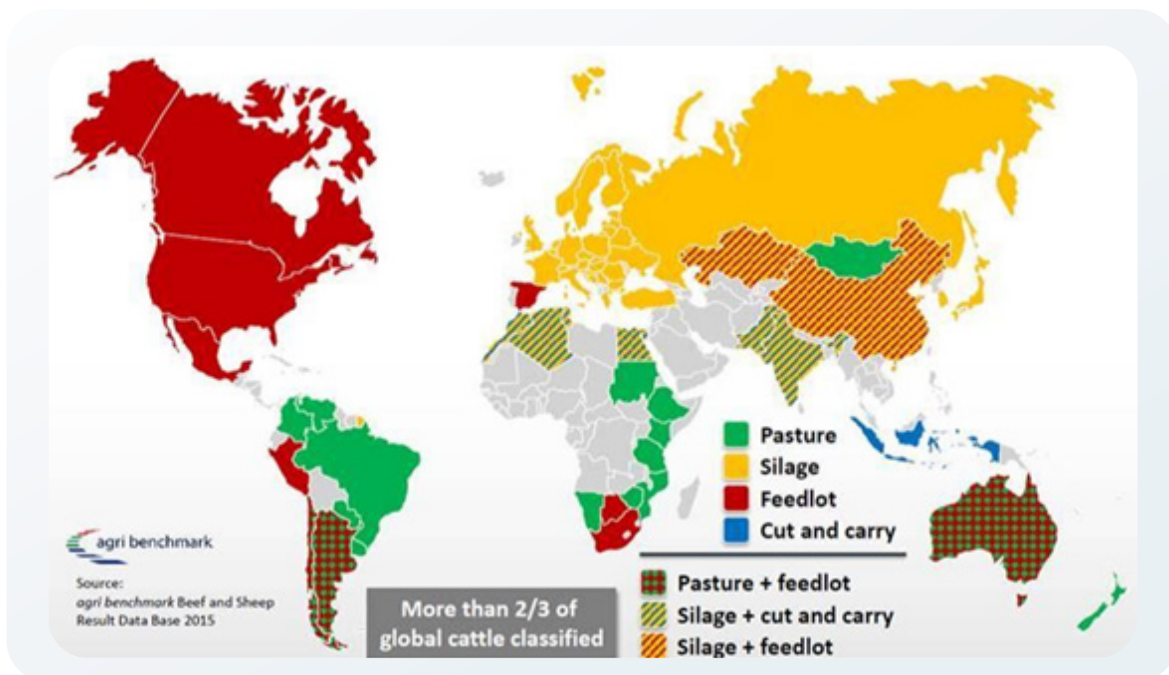 Pasture
Silage
Feedlot
Cut and carry
agri benchmark
Source:
agri benchmark Beef and Sheep
Result Data Base 2015
More than 2/3 of
global cattle classified
Pasture + feedlot
Silage + cut and carry
Silage + feedlot